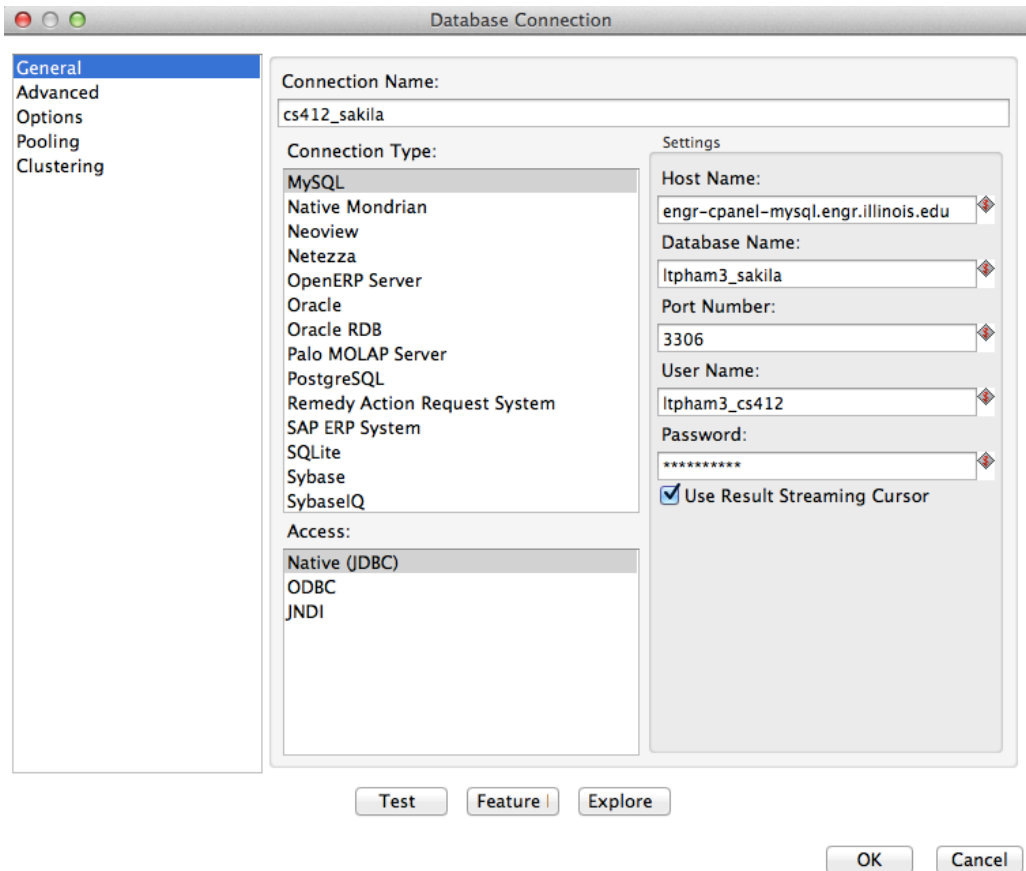 Database Connection
General
Advanced
Options
Pooling
Clustering
Connection Name:
cs412_sakila
Connection Type:
MySQL
Native Mondrian
Neoview
Netezza
OpenERP Server
Oracle
Oracle RDB
Palo MOLAP Server
PostgreSQL
Remedy Action Request System
SAP ERP System
SQLite
Sybase
SybaseIQ
Access:
Native (JDBC)
ODBC
JNDI
Settings
Host Name:
engr-cpanel-mysql.engr.illinois.edu
Database Name:
ltpham3_sakila
Port Number:
3306
User Name:
ltpham3_cs412
Password:
**********
Use Result Streaming Cursor
Test
Feature
Explore
OK
Cancel